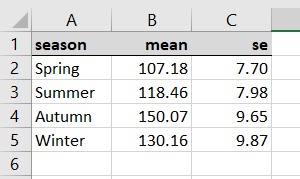 A B C
1 season mean se
2 Spring 107.18 7.70
3 Summer 118.46 7.98
4 Autumn 150.07 9.65
5 Winter 130.16 9.87
6